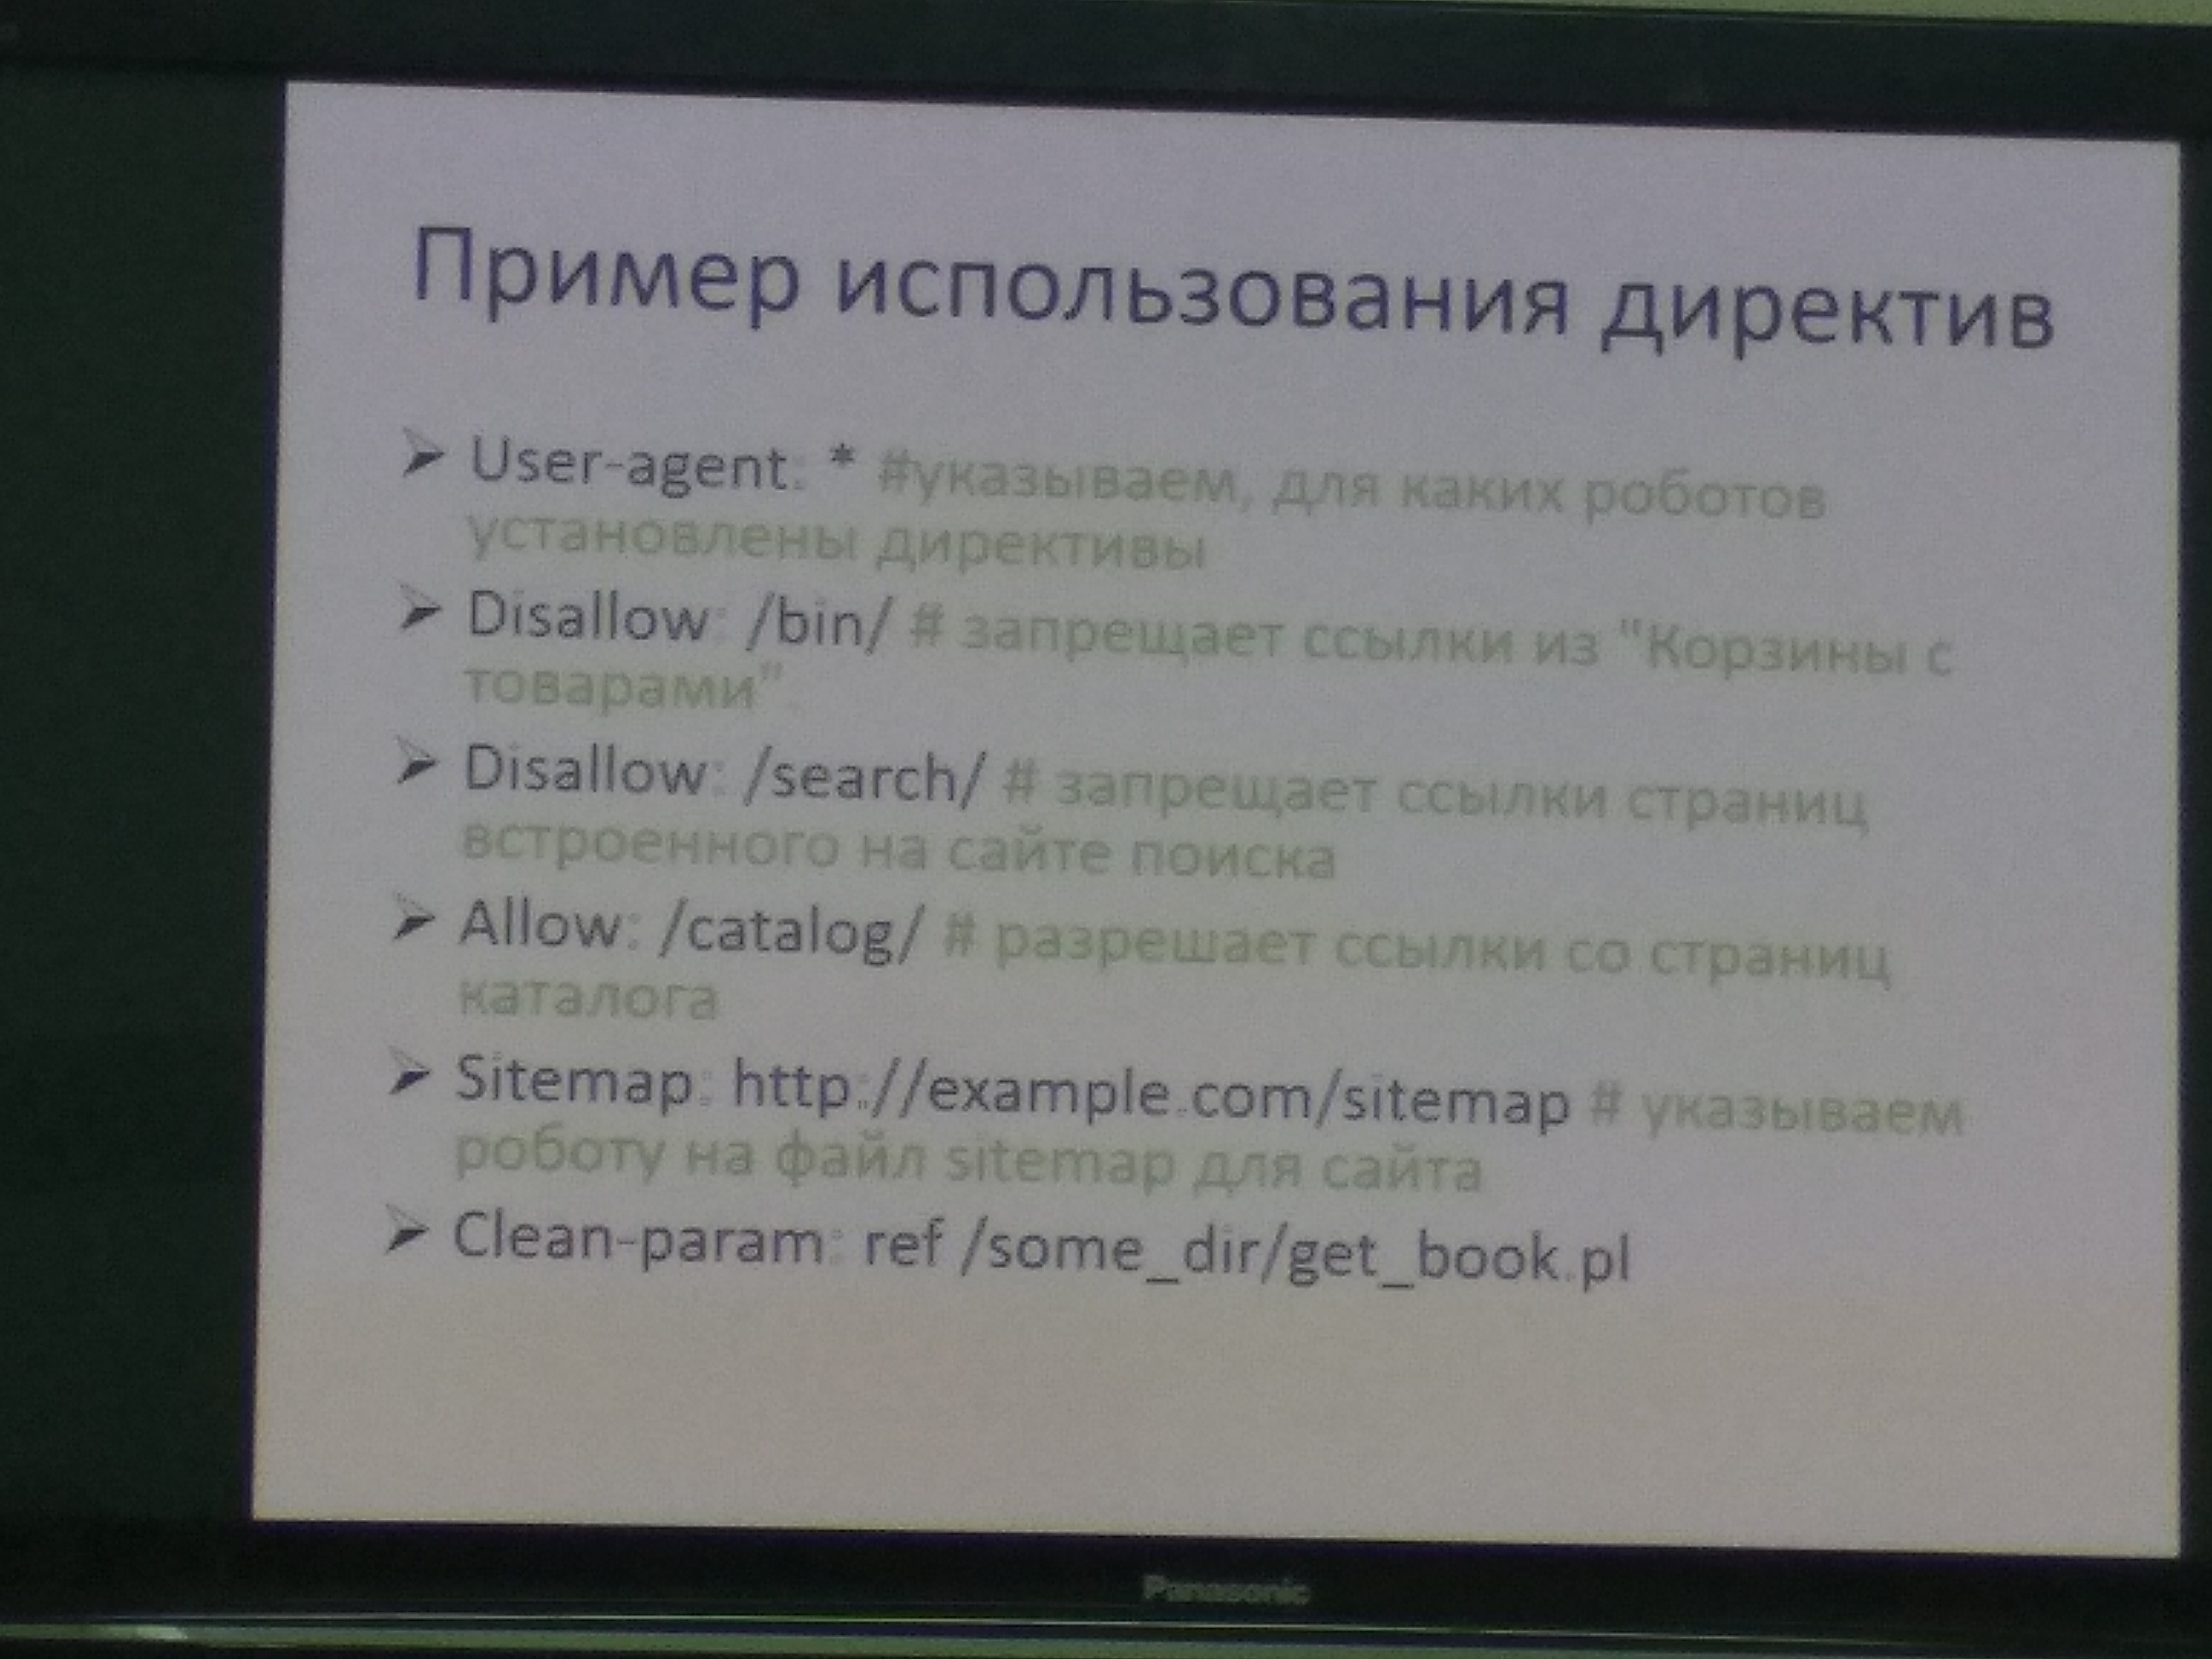 Пример использования директив
➢ User-agent: * #указываем, для каких роботов
установлены директивы
➢ Disallow: /bin/ # запрещает ссылки из "Корзины с
товарами"
➢ Disallow: /search/ # запрещает ссылки страниц
встроенного на сайте поиска
➢ Allow: /catalog/ # разрешает ссылки со страниц
каталога
➢ Sitemap: http://example.com/sitemap # указываем
роботу на файл sitemap для сайта
➢ Clean-param: ref /some_dir/get_book.pl
Panasonic